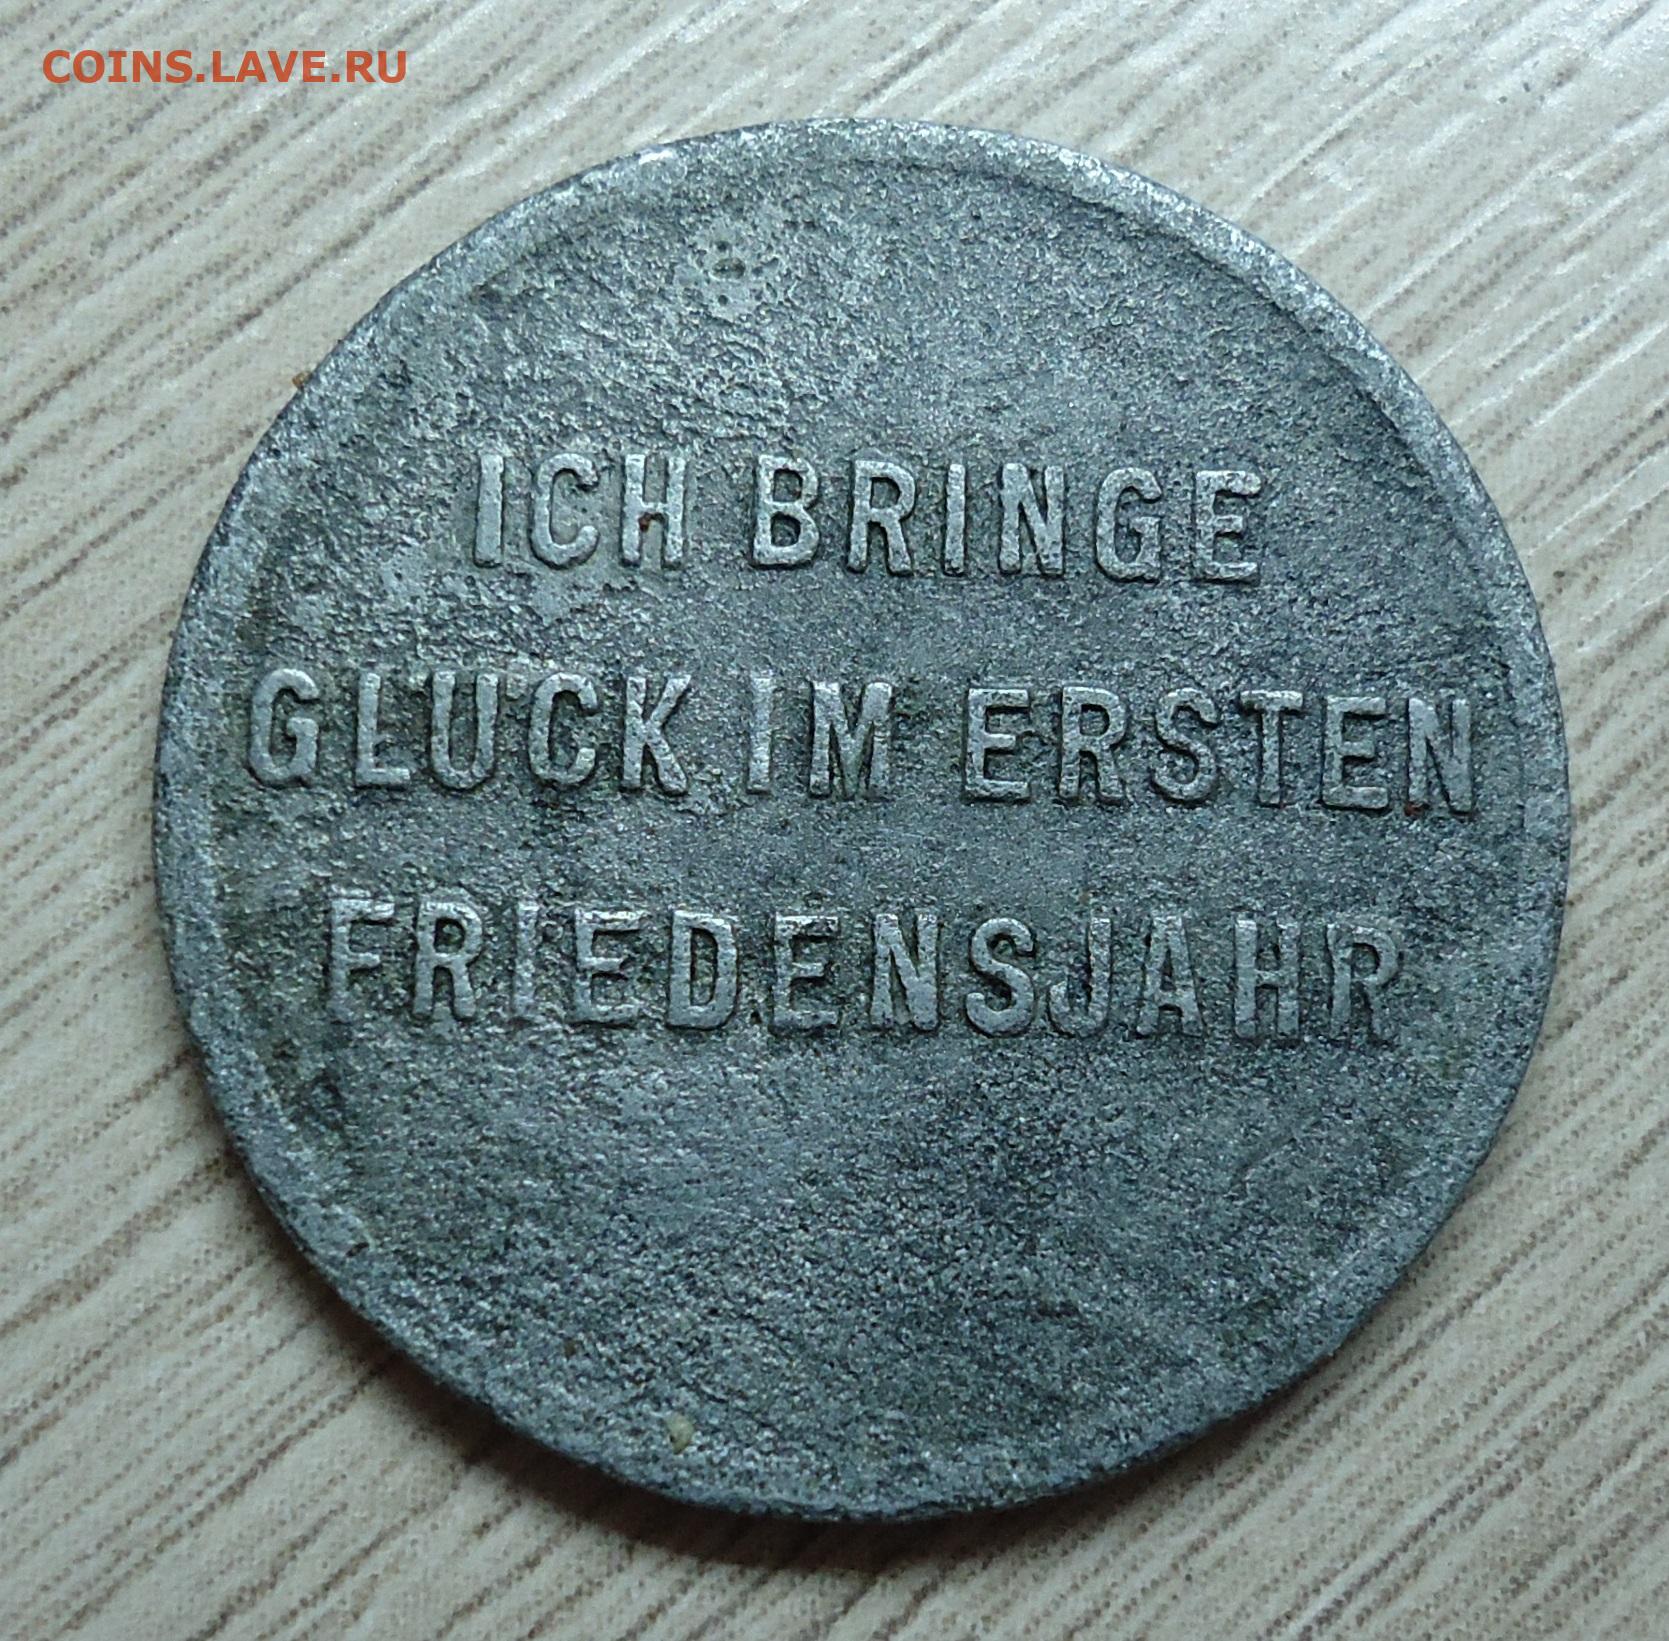 COINS.LAVE.RU
ICH BRINGE
GLUCK IM ERSTEN
FRIEDENSJAHR